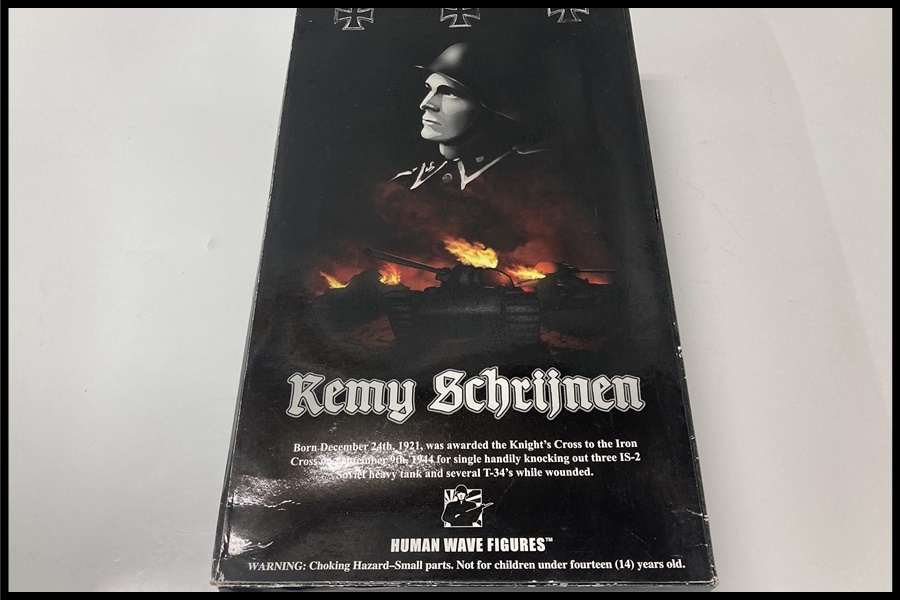 Remy Schrijnen
Born December 24th, 1921, was awarded the Knight's Cross to the Iron
Cross on September 9th, 1944 for single handily knocking out three IS-2
Soviet heavy tank and several T-34's while wounded.
HUMAN WAVE FIGURES™
WARNING: Choking Hazard–Small parts. Not for children under fourteen (14) years old.